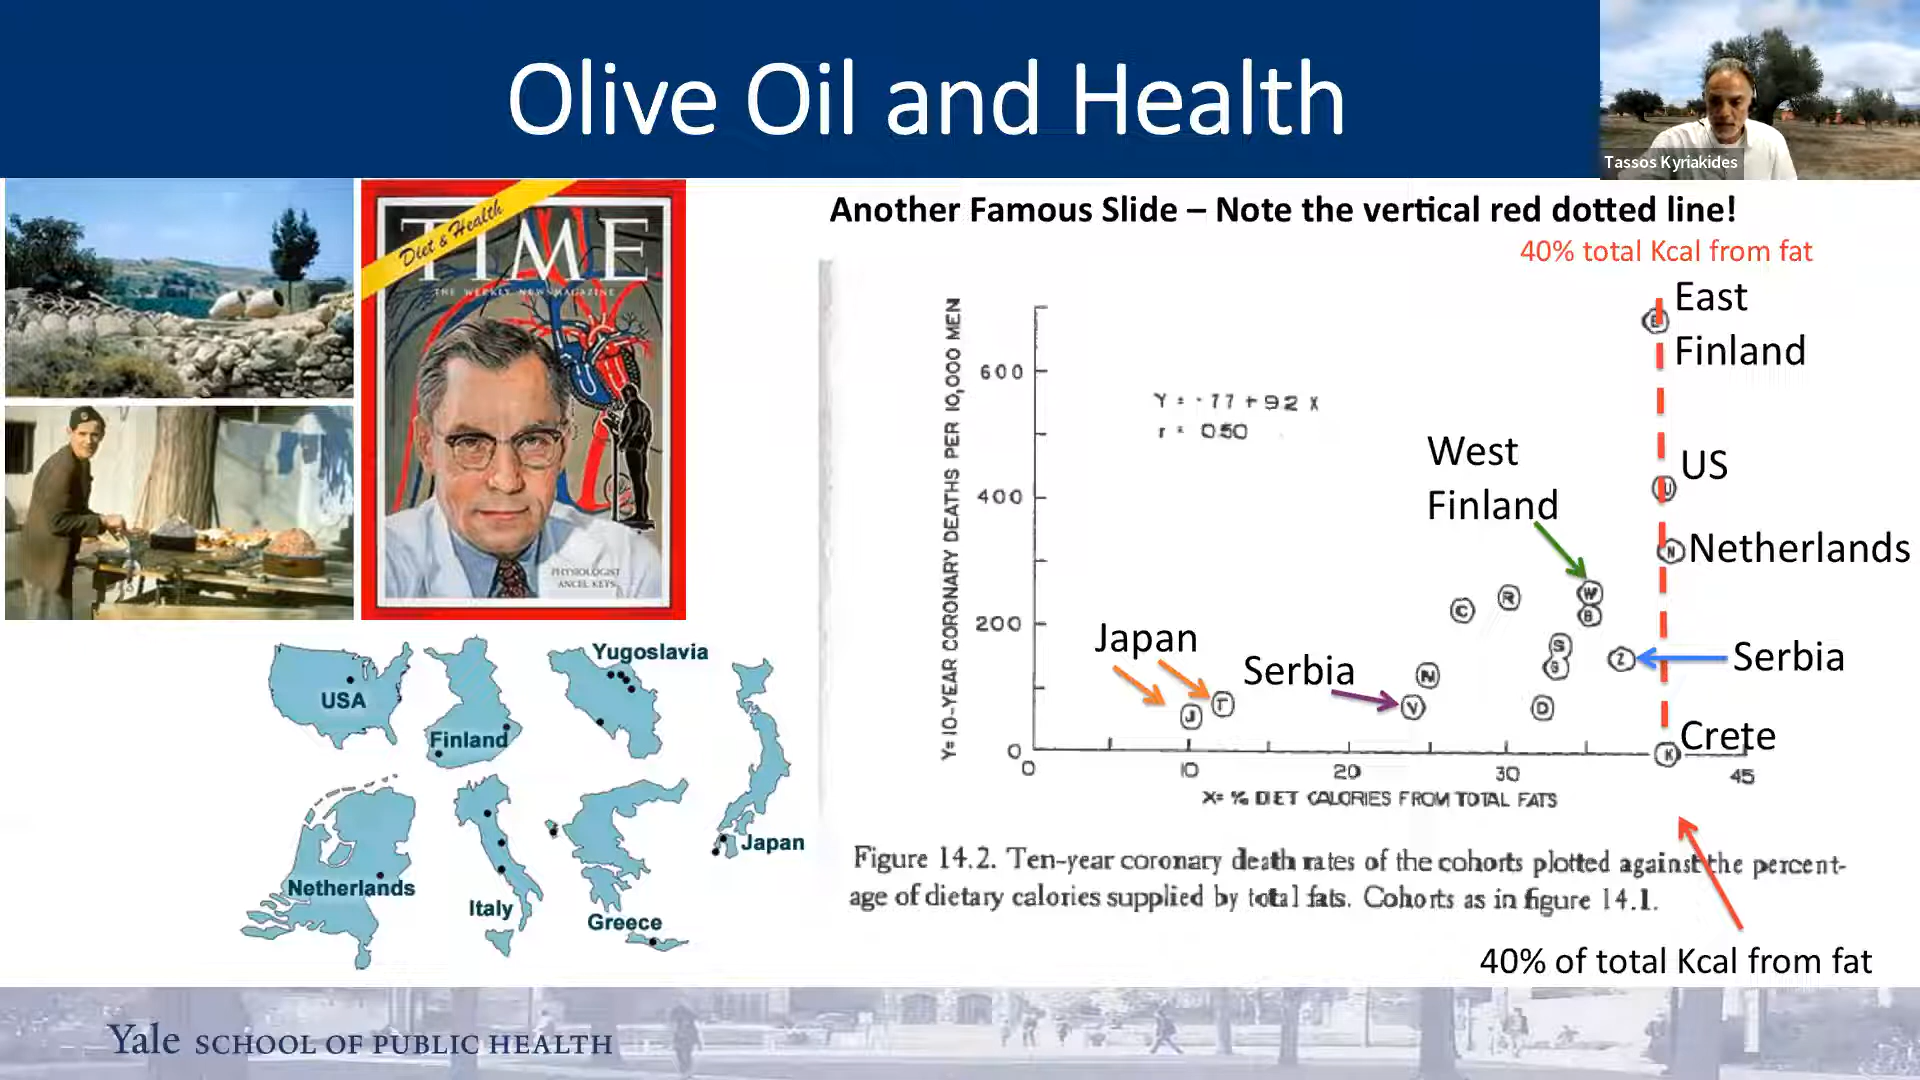 Olive Oil and Health
Tassos Kyriakides
Diet & Health
TIME
THE WEEKLY NEWSMAGAZINE
PHYSIOLOGIST
ANCEL KEYS
Another Famous Slide – Note the vertical red dotted line!
40% total Kcal from fat
East
Finland
US
Netherlands
West
Finland
Japan
Serbia
Serbia
Crete
Y = -77 + 9.2 X
r = 0.50
Y= 10-YEAR CORONARY DEATHS PER 10,000 MEN
600
400
200
0
E
U
N
W
B
R
C
S
G
Z
N
V
D
T
J
K
0
10
20
30
45
X= % DIET CALORIES FROM TOTAL FATS
Figure 14.2. Ten-year coronary death rates of the cohorts plotted against the percent-
age of dietary calories supplied by total fats. Cohorts as in figure 14.1.
40% of total Kcal from fat
USA
Finland
Yugoslavia
Netherlands
Italy
Greece
Japan
Yale SCHOOL OF PUBLIC HEALTH